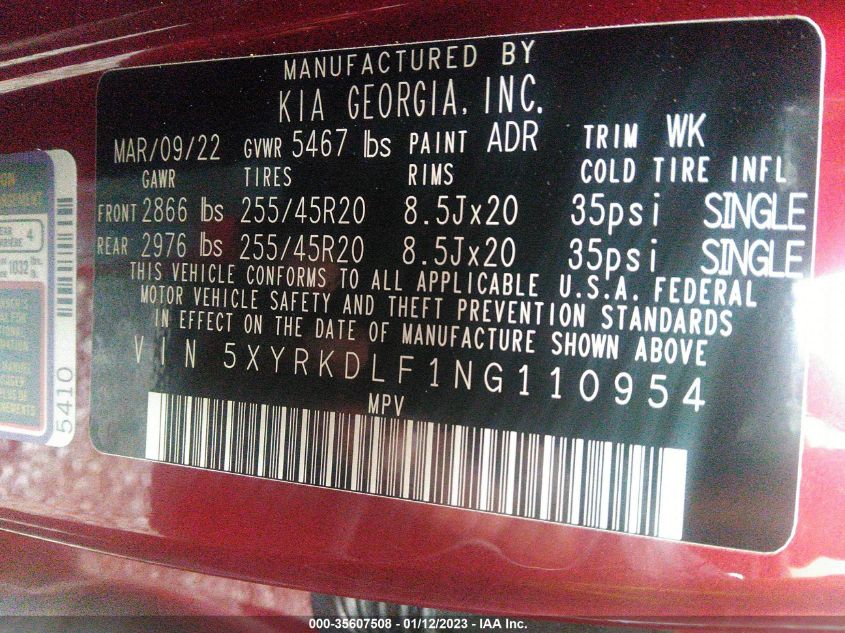 MANUFACTURED BY
KIA GEORGIA, INC.
MAR/09/22 GVWR 5467 lbs PAINT ADR TRIM WK
GAWR TIRES RIMS COLD TIRE INFL
FRONT 2866 lbs 255/45R20 8.5Jx20 35psi SINGLE
REAR 2976 lbs 255/45R20 8.5Jx20 35psi SINGLE
THIS VEHICLE CONFORMS TO ALL APPLICABLE U.S.A. FEDERAL
MOTOR VEHICLE SAFETY AND THEFT PREVENTION STANDARDS
IN EFFECT ON THE DATE OF MANUFACTURE SHOWN ABOVE
VIN 5XYRKDLF1NG110954
MPV
4
1032
5410
000-35607508 - 01/12/2023 - IAA Inc.